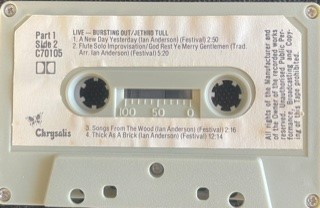 Part 1
Side 2
C70105
LIVE — BURSTING OUT/JETHRO TULL
1. A New Day Yesterday (Ian Anderson) (Festival) 2:50
2. Flute Solo Improvisation/God Rest Ye Merry Gentlemen (Trad.
Arr. Ian Anderson) (Festival) 5:20
100 50 0
3. Songs From The Wood (Ian Anderson) (Festival) 2:16
4. Thick As A Brick (Ian Anderson) (Festival) 12:14
Chrysalis
All rights of the Manufacturer and
of the Owner of the recorded works
reserved. Unauthorised Public Per-
formance, Broadcasting and Copy-
ing of this Tape prohibited.